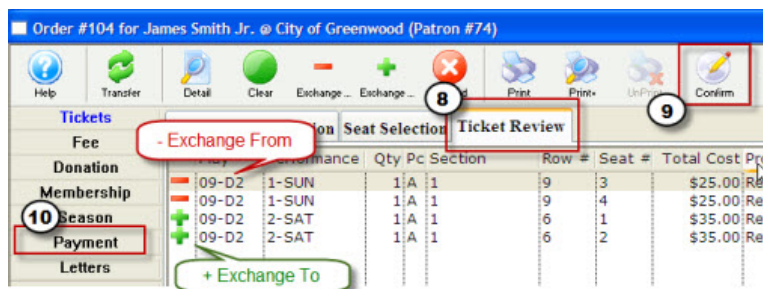 Order #104 for James Smith Jr. @ City of Greenwood (Patron #74)
Help Transfer Detail Clear Exchange ... Exchange ... Print Print+ UnPrint Confirm
8
9
Tickets
Fee
Donation
Membership
Season
Payment
Letters
10
Seat Selection Ticket Review
- Exchange From
Qty Pc Section Row # Seat # Total Cost
09-D2 1-SUN 1 A 1 9 3 $25.00 Re
09-D2 1-SUN 1 A 1 9 4 $25.00 Re
09-D2 2-SAT 1 A 1 6 1 $35.00 Re
09-D2 2-SAT 1 A 1 6 2 $35.00 Re
+ Exchange To